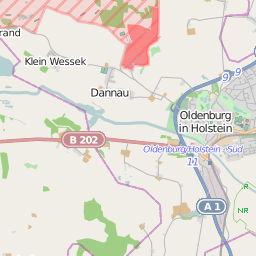 rand
Klein Wessek
9
9
Dannau
Oldenburg
in Holstein
B 202
Oldenburg/Holstein - Süd
11
A 1
R
NR